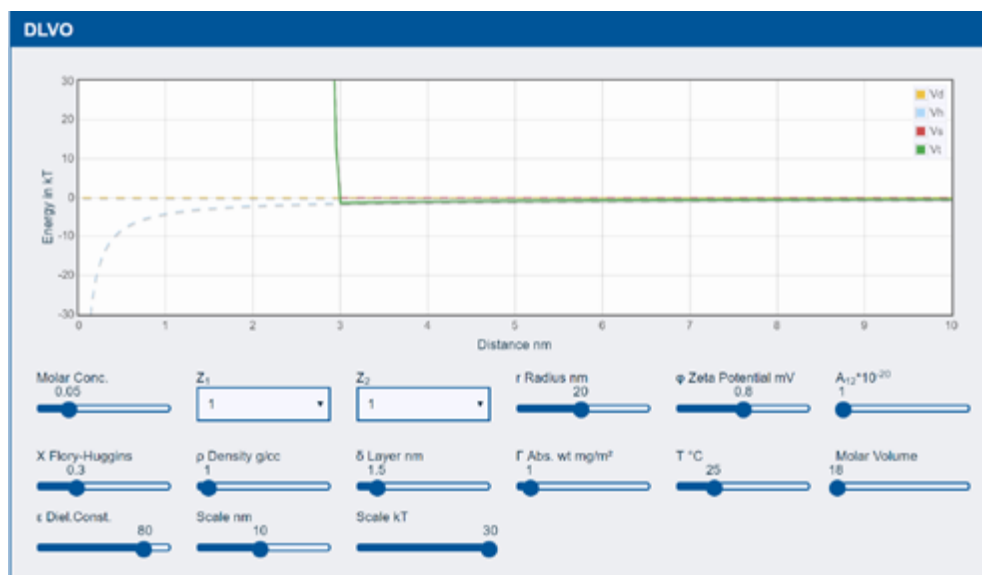 DLVO
30
20
10
0
-10
-20
-30
Energy in kT
0 1 2 3 4 5 6 7 8 9 10
Distance nm
Vd
Vh
Vs
Vt
Molar Conc. Z₁ Z₂ r Radius nm φ Zeta Potential mV A₁₂*10⁻²⁰
0.05 1 1 20 0.8 1
X Flory-Huggins ρ Density g/cc δ Layer nm Γ Abs. wt mg/m² T °C Molar Volume
0.3 1 1.5 1 25 18
ε Diel.Const. Scale nm Scale kT
80 10 30